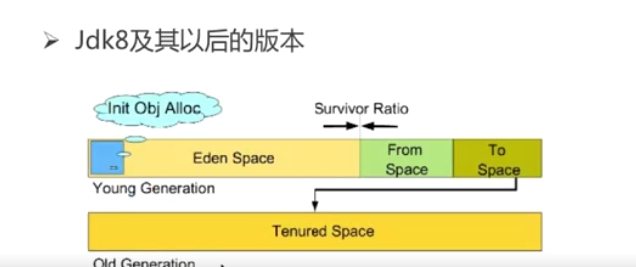 ➢ Jdk8及其以后的版本
Init Obj Alloc
Survivor Ratio
Eden Space
From
Space
To
Space
Young Generation
Tenured Space
Old Generation